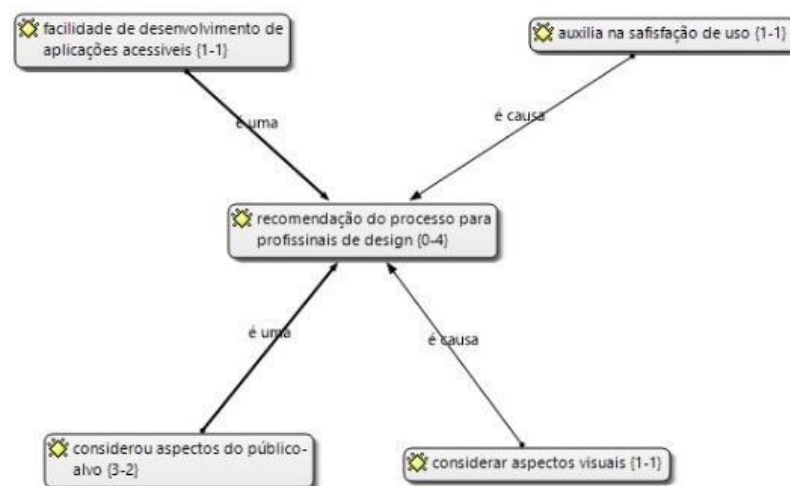 facilidade de desenvolvimento de
aplicações acessiveis {1-1}
auxilia na safisfação de uso {1-1}
é uma
é causa
recomendação do processo para
profissinais de design {0-4}
é uma
é causa
considerou aspectos do público-
alvo {3-2}
considerar aspectos visuais {1-1}